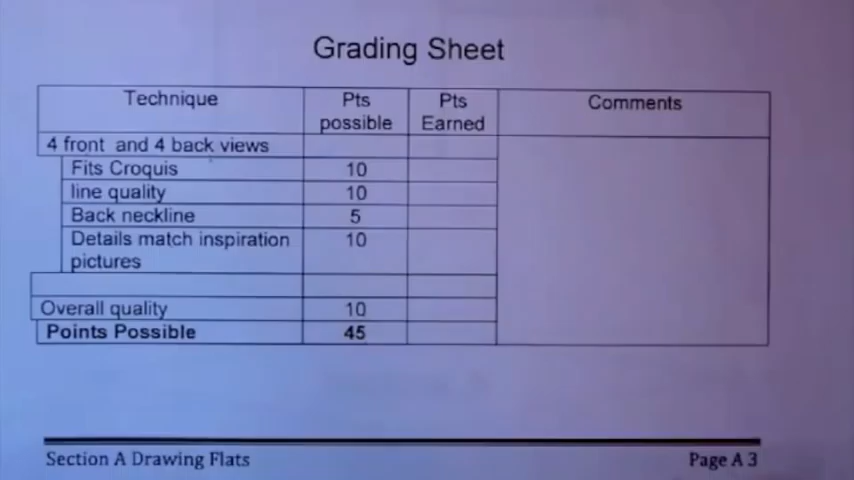 Grading Sheet
Technique Pts possible Pts Earned Comments
4 front and 4 back views
Fits Croquis 10
line quality 10
Back neckline 5
Details match inspiration pictures 10
Overall quality 10
Points Possible 45
Section A Drawing Flats Page A 3